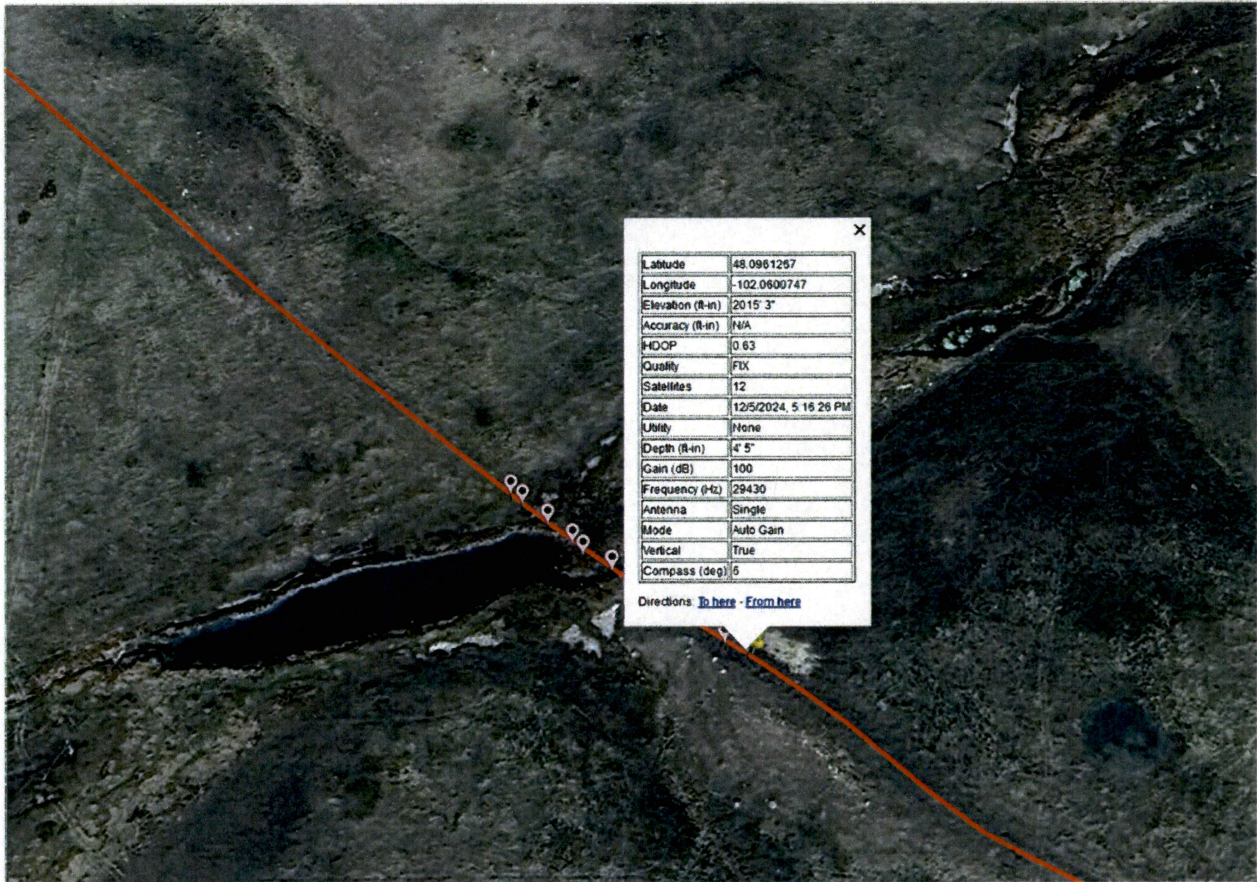 ×
Latitude 48.0961267
Longitude -102.0600747
Elevation (ft-in) 2015' 3"
Accuracy (ft-in) N/A
HDOP 0.63
Quality FIX
Satellites 12
Date 12/5/2024, 5:16:26 PM
Utility None
Depth (ft-in) 4' 5"
Gain (dB) 100
Frequency (Hz) 29430
Antenna Single
Mode Auto Gain
Vertical True
Compass (deg) 5
Directions: To here - From here